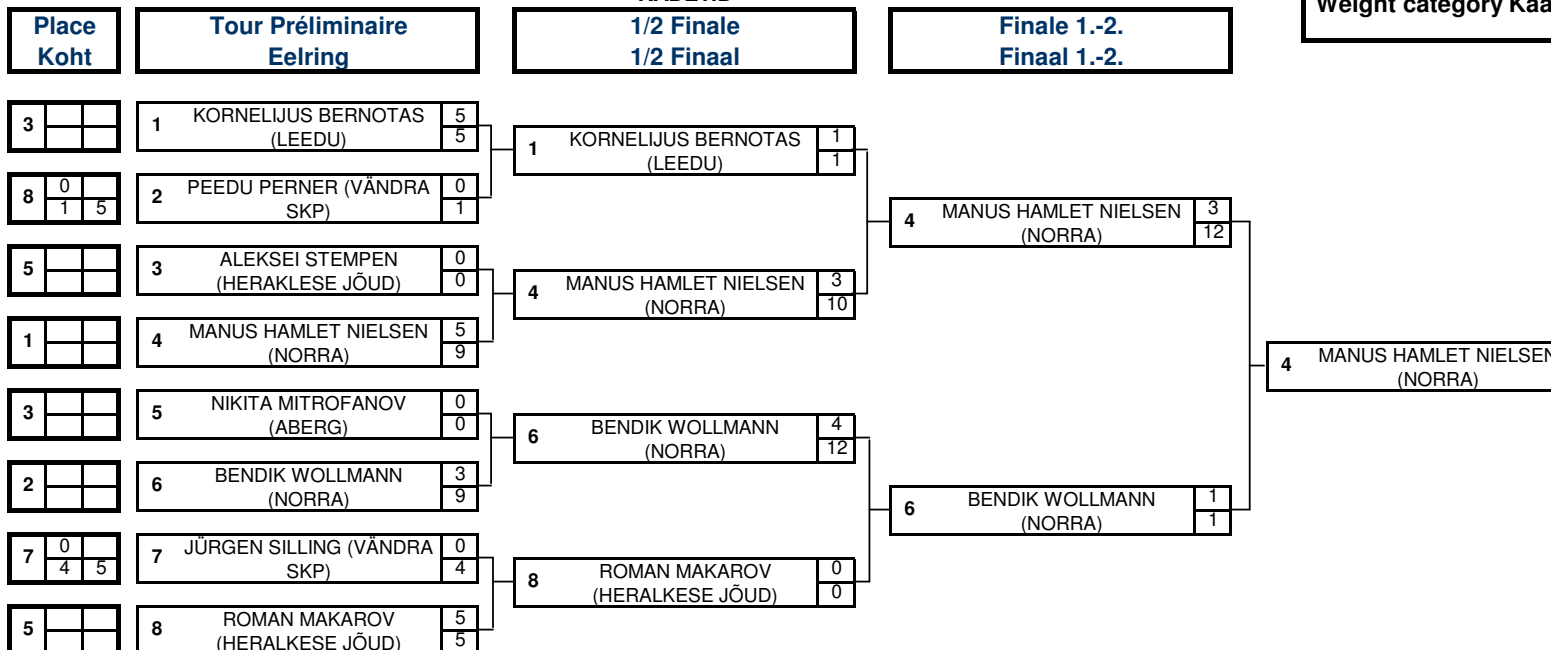 Weight category Kaa
Place
Koht
Tour Préliminaire
Eelring
1/2 Finale
1/2 Finaal
Finale 1.-2.
Finaal 1.-2.
3
1
KORNELIJUS BERNOTAS
(LEEDU)
5
5
8
0
1 5
2
PEEDU PERNER (VÄNDRA
SKP)
0
1
1
KORNELIJUS BERNOTAS
(LEEDU)
1
1
5
3
ALEKSEI STEMPEN
(HERAKLESE JÕUD)
0
0
1
4
MANUS HAMLET NIELSEN
(NORRA)
5
9
4
MANUS HAMLET NIELSEN
(NORRA)
3
10
4
MANUS HAMLET NIELSEN
(NORRA)
3
12
3
5
NIKITA MITROFANOV
(ABERG)
0
0
2
6
BENDIK WOLLMANN
(NORRA)
3
9
6
BENDIK WOLLMANN
(NORRA)
4
12
7
0
4 5
7
JÜRGEN SILLING (VÄNDRA
SKP)
0
4
5
8
ROMAN MAKAROV
(HERALKESE JÕUD)
5
5
8
ROMAN MAKAROV
(HERALKESE JÕUD)
0
0
6
BENDIK WOLLMANN
(NORRA)
1
1
4
MANUS HAMLET NIELSEN
(NORRA)